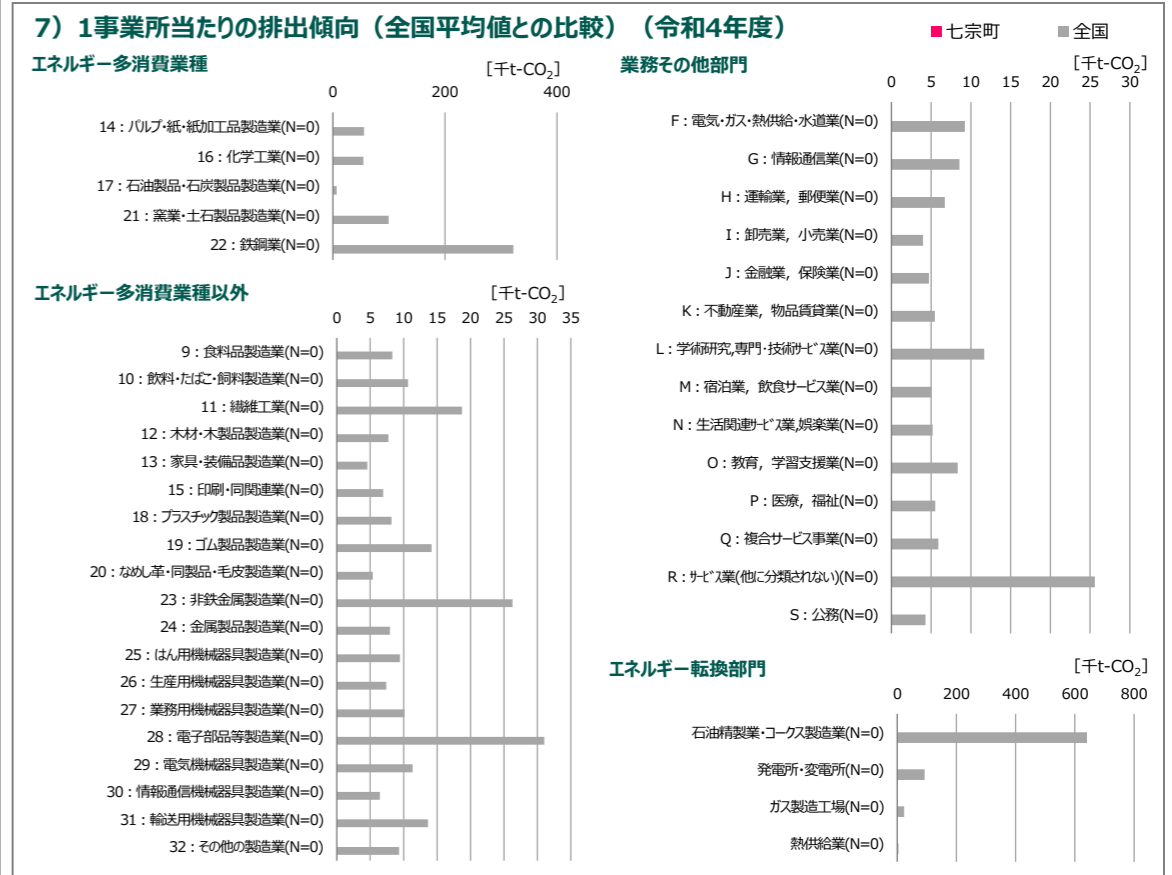 7）1事業所当たりの排出傾向（全国平均値との比較）（令和4年度）
七宗町 全国
エネルギー多消費業種
［千t-CO₂］
0 200 400
14：パルプ・紙・紙加工品製造業(N=0)
16：化学工業(N=0)
17：石油製品・石炭製品製造業(N=0)
21：窯業・土石製品製造業(N=0)
22：鉄鋼業(N=0)
エネルギー多消費業種以外
［千t-CO₂］
0 5 10 15 20 25 30 35
9：食料品製造業(N=0)
10：飲料・たばこ・飼料製造業(N=0)
11：繊維工業(N=0)
12：木材・木製品製造業(N=0)
13：家具・装備品製造業(N=0)
15：印刷・同関連業(N=0)
18：プラスチック製品製造業(N=0)
19：ゴム製品製造業(N=0)
20：なめし革・同製品・毛皮製造業(N=0)
23：非鉄金属製造業(N=0)
24：金属製品製造業(N=0)
25：はん用機械器具製造業(N=0)
26：生産用機械器具製造業(N=0)
27：業務用機械器具製造業(N=0)
28：電子部品等製造業(N=0)
29：電気機械器具製造業(N=0)
30：情報通信機械器具製造業(N=0)
31：輸送用機械器具製造業(N=0)
32：その他の製造業(N=0)
業務その他部門
［千t-CO₂］
0 5 10 15 20 25 30
F：電気・ガス・熱供給・水道業(N=0)
G：情報通信業(N=0)
H：運輸業，郵便業(N=0)
I：卸売業，小売業(N=0)
J：金融業，保険業(N=0)
K：不動産業，物品賃貸業(N=0)
L：学術研究,専門・技術ｻｰﾋﾞｽ業(N=0)
M：宿泊業，飲食サービス業(N=0)
N：生活関連ｻｰﾋﾞｽ業,娯楽業(N=0)
O：教育，学習支援業(N=0)
P：医療，福祉(N=0)
Q：複合サービス事業(N=0)
R：ｻｰﾋﾞｽ業(他に分類されない)(N=0)
S：公務(N=0)
エネルギー転換部門
［千t-CO₂］
0 200 400 600 800
石油精製業・コークス製造業(N=0)
発電所・変電所(N=0)
ガス製造工場(N=0)
熱供給業(N=0)